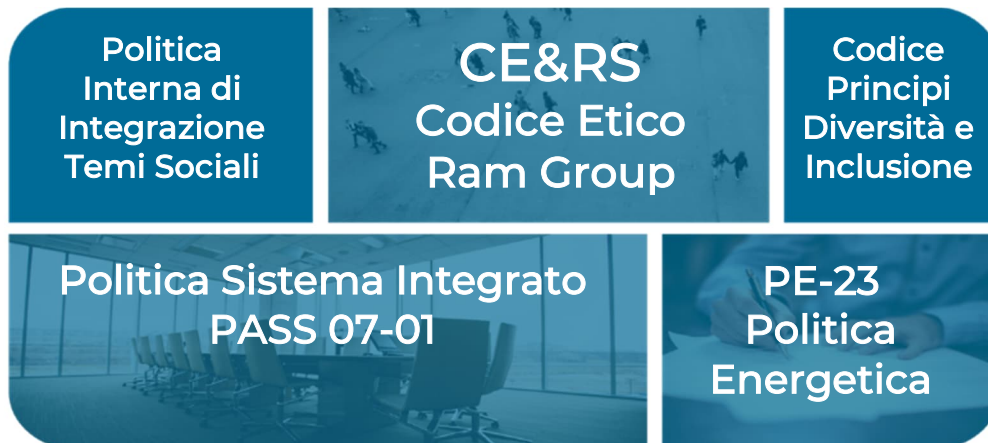 Politica
Interna di
Integrazione
Temi Sociali
CE&RS
Codice Etico
Ram Group
Codice
Principi
Diversità e
Inclusione
Politica Sistema Integrato
PASS 07-01
PE-23
Politica
Energetica